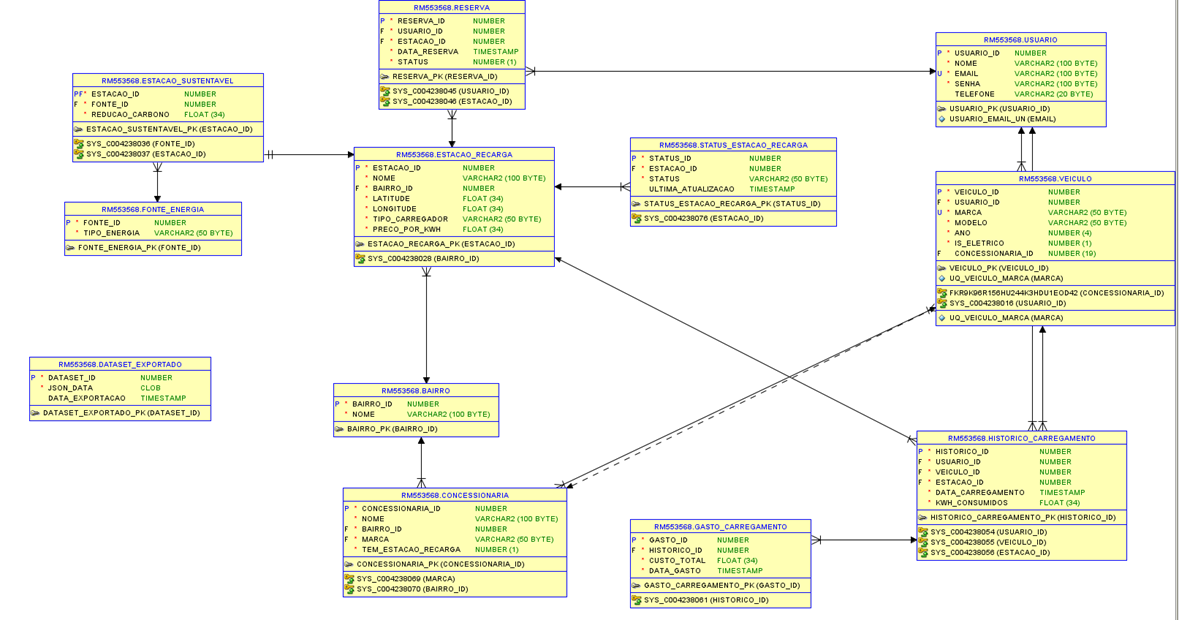 RM553568.RESERVA
P * RESERVA_ID NUMBER
F * USUARIO_ID NUMBER
F * ESTACAO_ID NUMBER
* DATA_RESERVA TIMESTAMP
* STATUS NUMBER (1)
RESERVA_PK (RESERVA_ID)
SYS_C004238045 (USUARIO_ID)
SYS_C004238046 (ESTACAO_ID)
RM553568.USUARIO
P * USUARIO_ID NUMBER
* NOME VARCHAR2 (100 BYTE)
U * EMAIL VARCHAR2 (100 BYTE)
* SENHA VARCHAR2 (100 BYTE)
TELEFONE VARCHAR2 (20 BYTE)
USUARIO_PK (USUARIO_ID)
USUARIO_EMAIL_UN (EMAIL)
RM553568.ESTACAO_SUSTENTAVEL
PF* ESTACAO_ID NUMBER
F * FONTE_ID NUMBER
* REDUCAO_CARBONO FLOAT (34)
ESTACAO_SUSTENTAVEL_PK (ESTACAO_ID)
SYS_C004238036 (FONTE_ID)
SYS_C004238037 (ESTACAO_ID)
RM553568.ESTACAO_RECARGA
P * ESTACAO_ID NUMBER
* NOME VARCHAR2 (100 BYTE)
F * BAIRRO_ID NUMBER
* LATITUDE FLOAT (34)
* LONGITUDE FLOAT (34)
* TIPO_CARREGADOR VARCHAR2 (50 BYTE)
* PRECO_POR_KWH FLOAT (34)
ESTACAO_RECARGA_PK (ESTACAO_ID)
SYS_C004238028 (BAIRRO_ID)
RM553568.STATUS_ESTACAO_RECARGA
P * STATUS_ID NUMBER
F * ESTACAO_ID NUMBER
* STATUS VARCHAR2 (50 BYTE)
ULTIMA_ATUALIZACAO TIMESTAMP
STATUS_ESTACAO_RECARGA_PK (STATUS_ID)
SYS_C004238076 (ESTACAO_ID)
RM553568.VEICULO
P * VEICULO_ID NUMBER
F * USUARIO_ID NUMBER
U * MARCA VARCHAR2 (50 BYTE)
* MODELO VARCHAR2 (50 BYTE)
* ANO NUMBER (4)
* IS_ELETRICO NUMBER (1)
F CONCESSIONARIA_ID NUMBER (19)
VEICULO_PK (VEICULO_ID)
UQ_VEICULO_MARCA (MARCA)
FKR9K96R156HU244K3HDU1EOD42 (CONCESSIONARIA_ID)
SYS_C004238016 (USUARIO_ID)
UQ_VEICULO_MARCA (MARCA)
RM553568.FONTE_ENERGIA
P * FONTE_ID NUMBER
* TIPO_ENERGIA VARCHAR2 (50 BYTE)
FONTE_ENERGIA_PK (FONTE_ID)
RM553568.DATASET_EXPORTADO
P * DATASET_ID NUMBER
* JSON_DATA CLOB
DATA_EXPORTACAO TIMESTAMP
DATASET_EXPORTADO_PK (DATASET_ID)
RM553568.BAIRRO
P * BAIRRO_ID NUMBER
* NOME VARCHAR2 (100 BYTE)
BAIRRO_PK (BAIRRO_ID)
RM553568.CONCESSIONARIA
P * CONCESSIONARIA_ID NUMBER
* NOME VARCHAR2 (100 BYTE)
F * BAIRRO_ID NUMBER
F * MARCA VARCHAR2 (50 BYTE)
* TEM_ESTACAO_RECARGA NUMBER (1)
CONCESSIONARIA_PK (CONCESSIONARIA_ID)
SYS_C004238069 (MARCA)
SYS_C004238070 (BAIRRO_ID)
RM553568.GASTO_CARREGAMENTO
P * GASTO_ID NUMBER
F * HISTORICO_ID NUMBER
* CUSTO_TOTAL FLOAT (34)
* DATA_GASTO TIMESTAMP
GASTO_CARREGAMENTO_PK (GASTO_ID)
SYS_C004238061 (HISTORICO_ID)
RM553568.HISTORICO_CARREGAMENTO
P * HISTORICO_ID NUMBER
F * USUARIO_ID NUMBER
F * VEICULO_ID NUMBER
F * ESTACAO_ID NUMBER
* DATA_CARREGAMENTO TIMESTAMP
* KWH_CONSUMIDOS FLOAT (34)
HISTORICO_CARREGAMENTO_PK (HISTORICO_ID)
SYS_C004238054 (USUARIO_ID)
SYS_C004238055 (VEICULO_ID)
SYS_C004238056 (ESTACAO_ID)